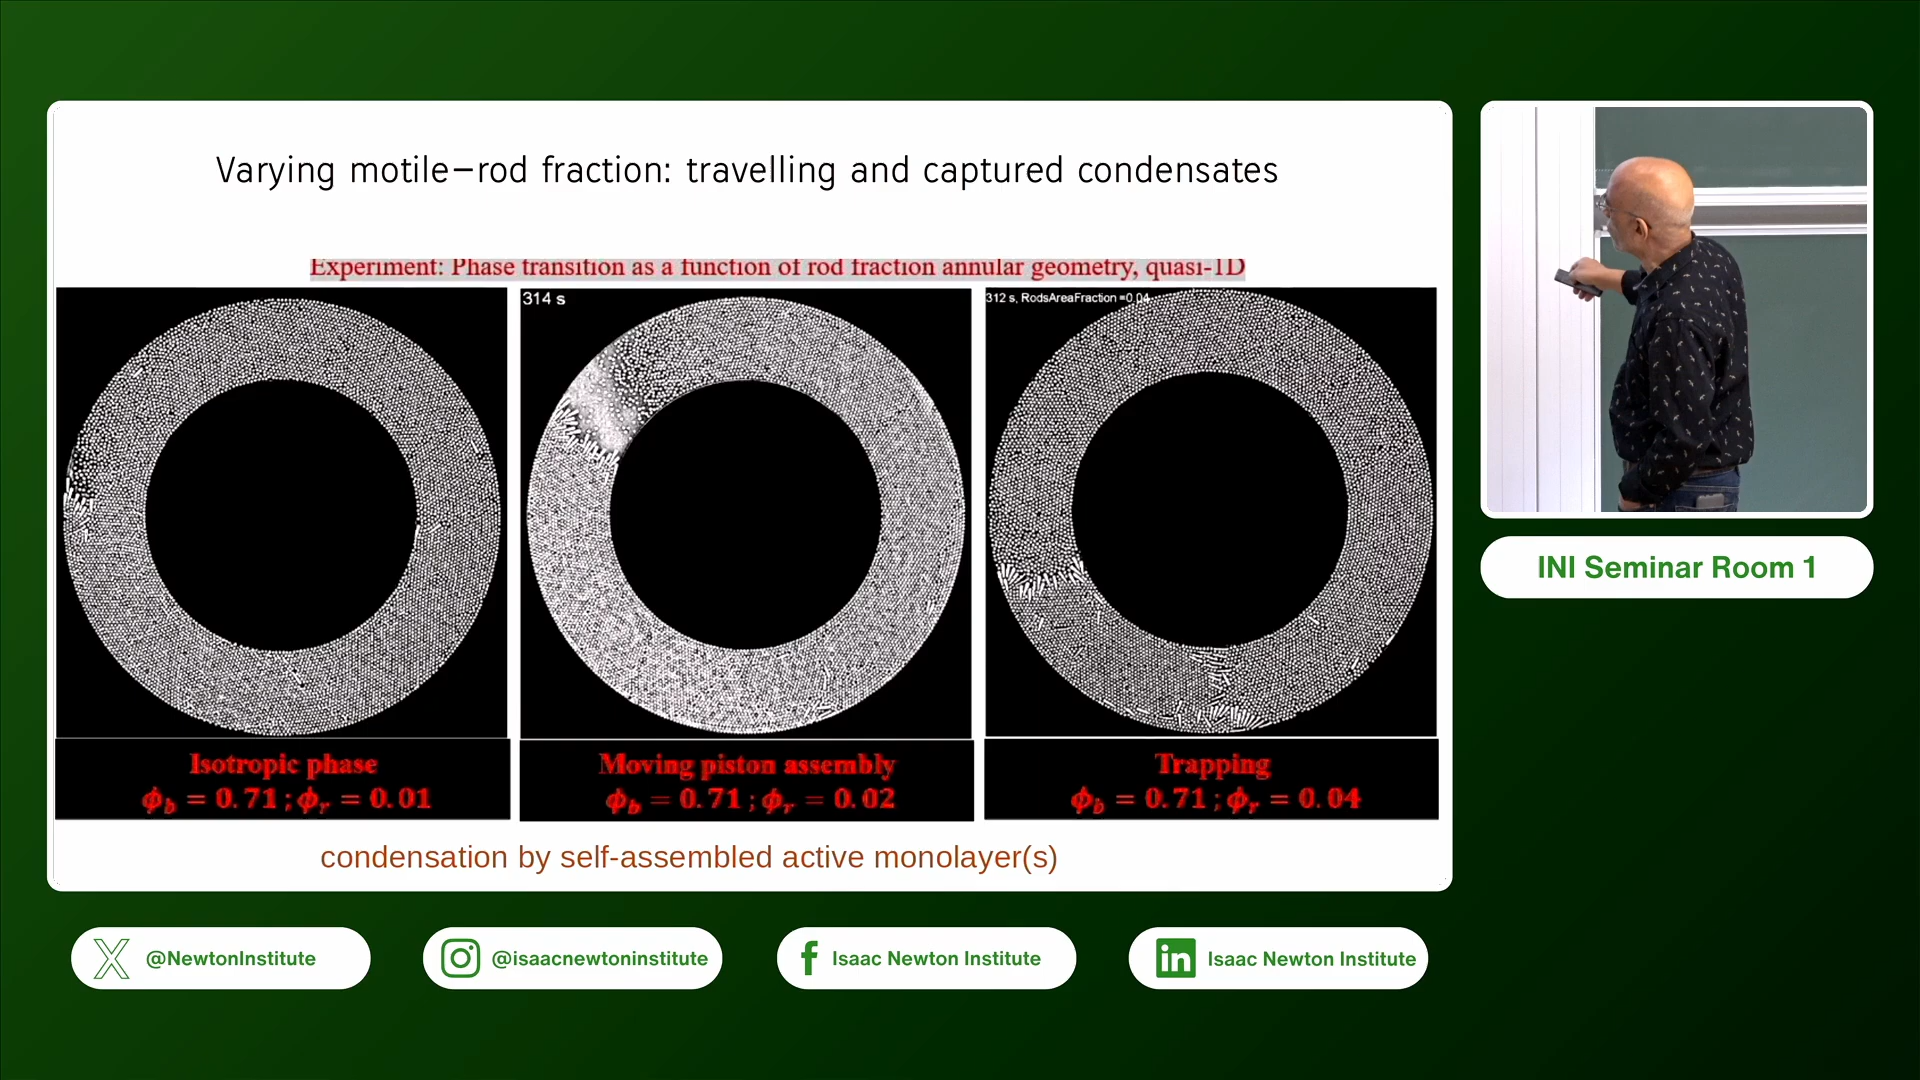 Varying motile–rod fraction: travelling and captured condensates
Experiment: Phase transition as a function of rod fraction annular geometry, quasi-1D
314 s
312 s, RodsAreaFraction =0.04
Isotropic phase
ϕ_b = 0.71 ; ϕ_r = 0.01
Moving piston assembly
ϕ_b = 0.71 ; ϕ_r = 0.02
Trapping
ϕ_b = 0.71 ; ϕ_r = 0.04
condensation by self-assembled active monolayer(s)
INI Seminar Room 1
@NewtonInstitute
@isaacnewtoninstitute
Isaac Newton Institute
Isaac Newton Institute